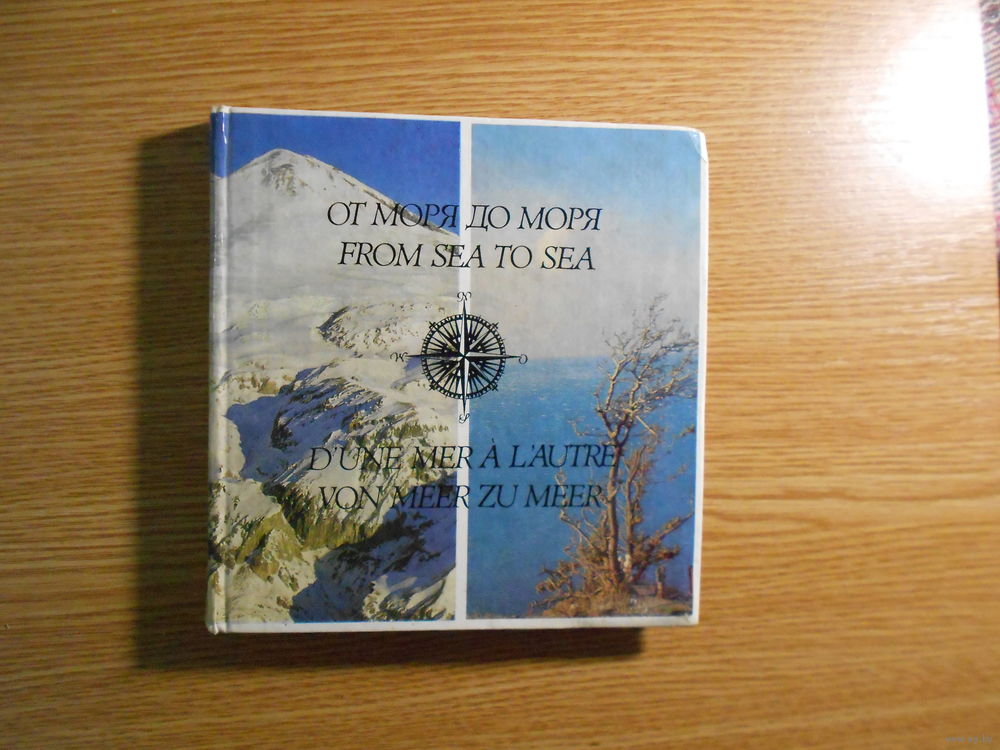 ОТ МОРЯ ДО МОРЯ
FROM SEA TO SEA
N
W O
S
D'UNE MER À L'AUTRE
VON MEER ZU MEER